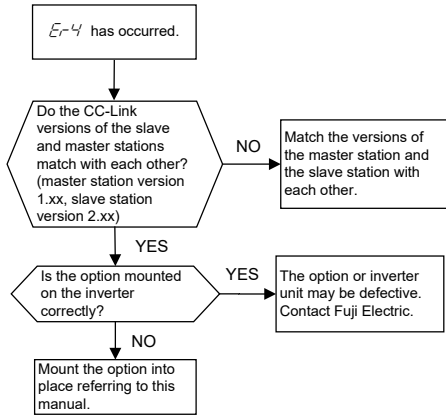 Er4 has occurred.
Do the CC-Link
versions of the slave
and master stations
match with each other?
(master station version
1.xx, slave station
version 2.xx)
NO
Match the versions of
the master station and
the slave station with
each other.
YES
Is the option mounted
on the inverter
correctly?
YES
The option or inverter
unit may be defective.
Contact Fuji Electric.
NO
Mount the option into
place referring to this
manual.